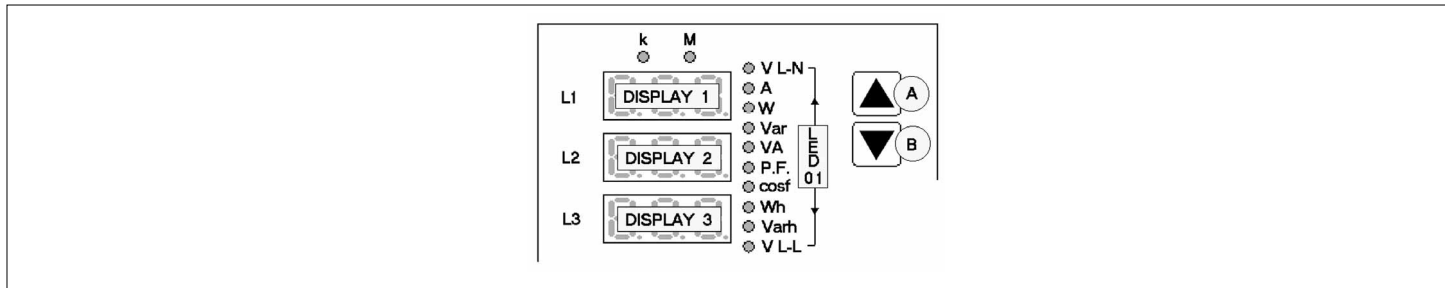 k M
V L-N
A
L1 DISPLAY 1
W
Var
L2 DISPLAY 2
VA
P.F.
cosf
L3 DISPLAY 3
Wh
Varh
V L-L
LED 01
A
B